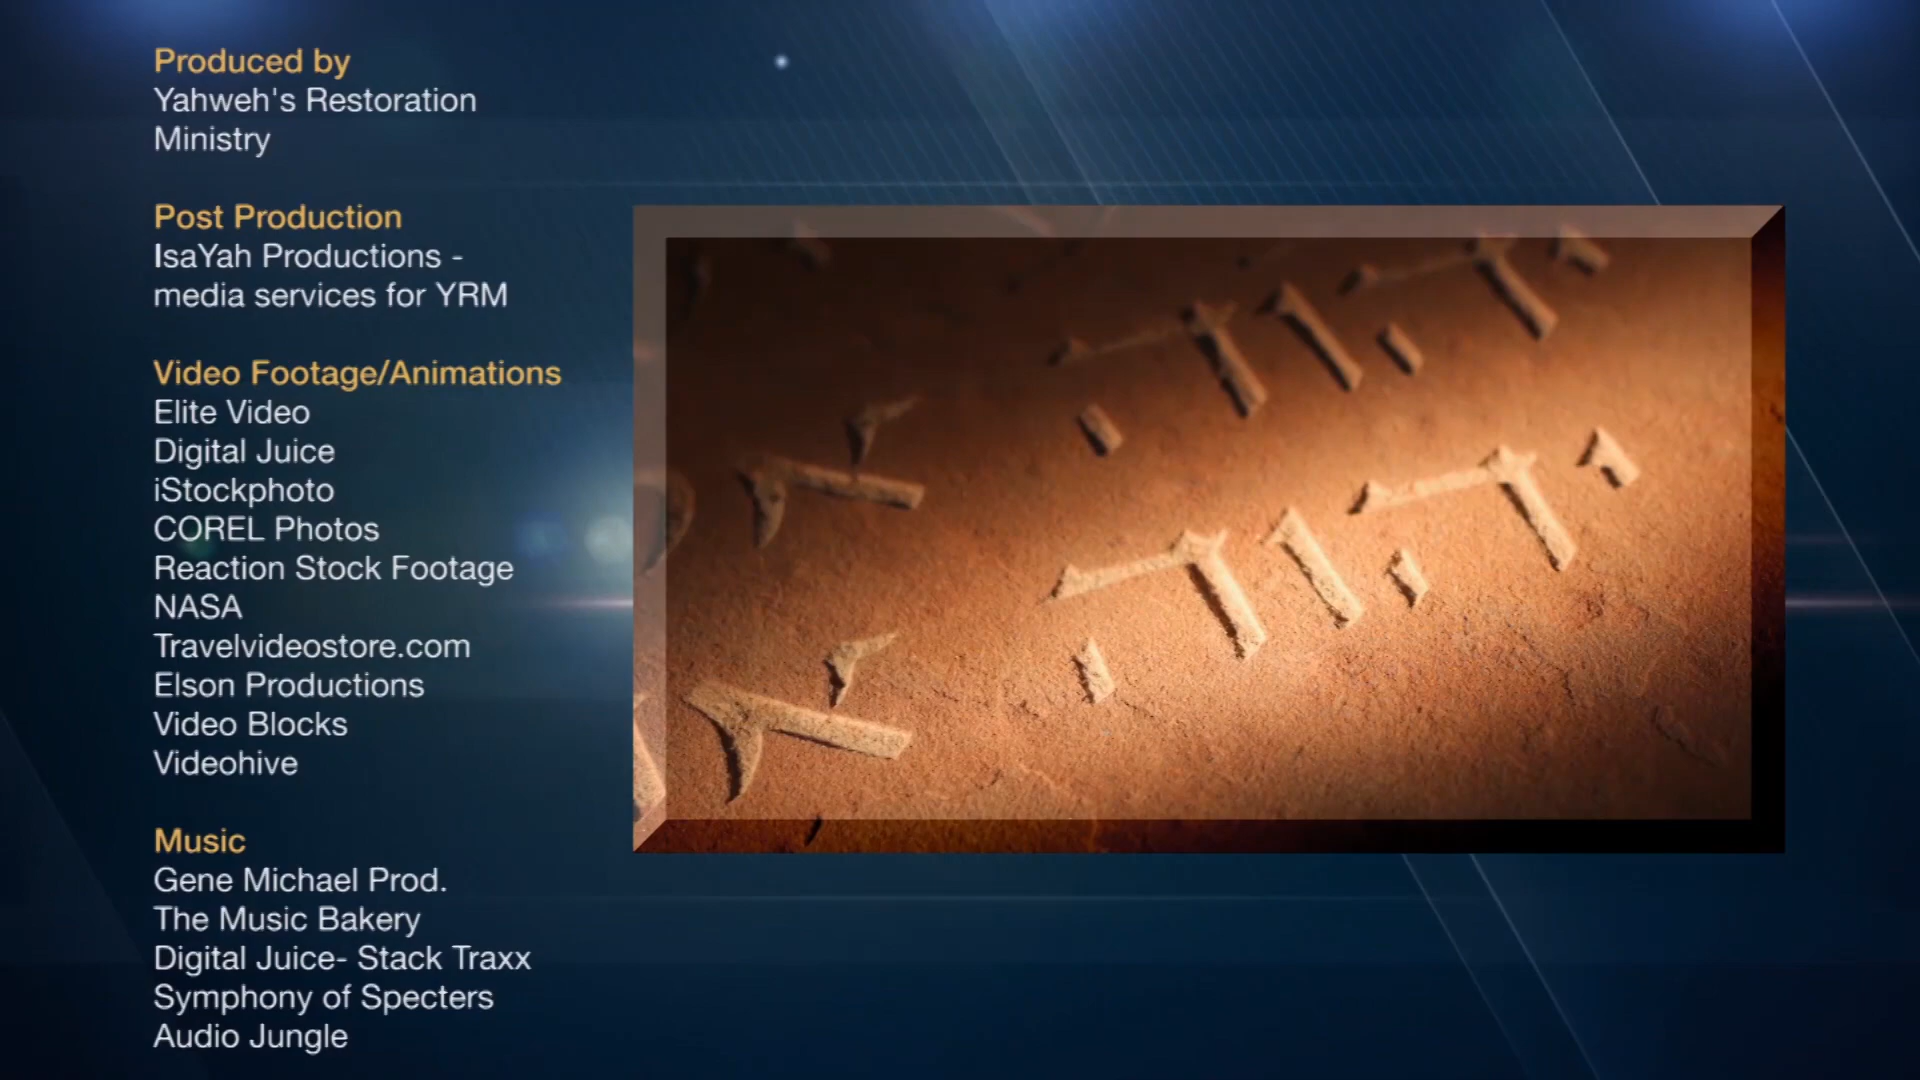 Produced by
Yahweh's Restoration
Ministry
Post Production
IsaYah Productions -
media services for YRM
Video Footage/Animations
Elite Video
Digital Juice
iStockphoto
COREL Photos
Reaction Stock Footage
NASA
Travelvideostore.com
Elson Productions
Video Blocks
Videohive
Music
Gene Michael Prod.
The Music Bakery
Digital Juice- Stack Traxx
Symphony of Specters
Audio Jungle